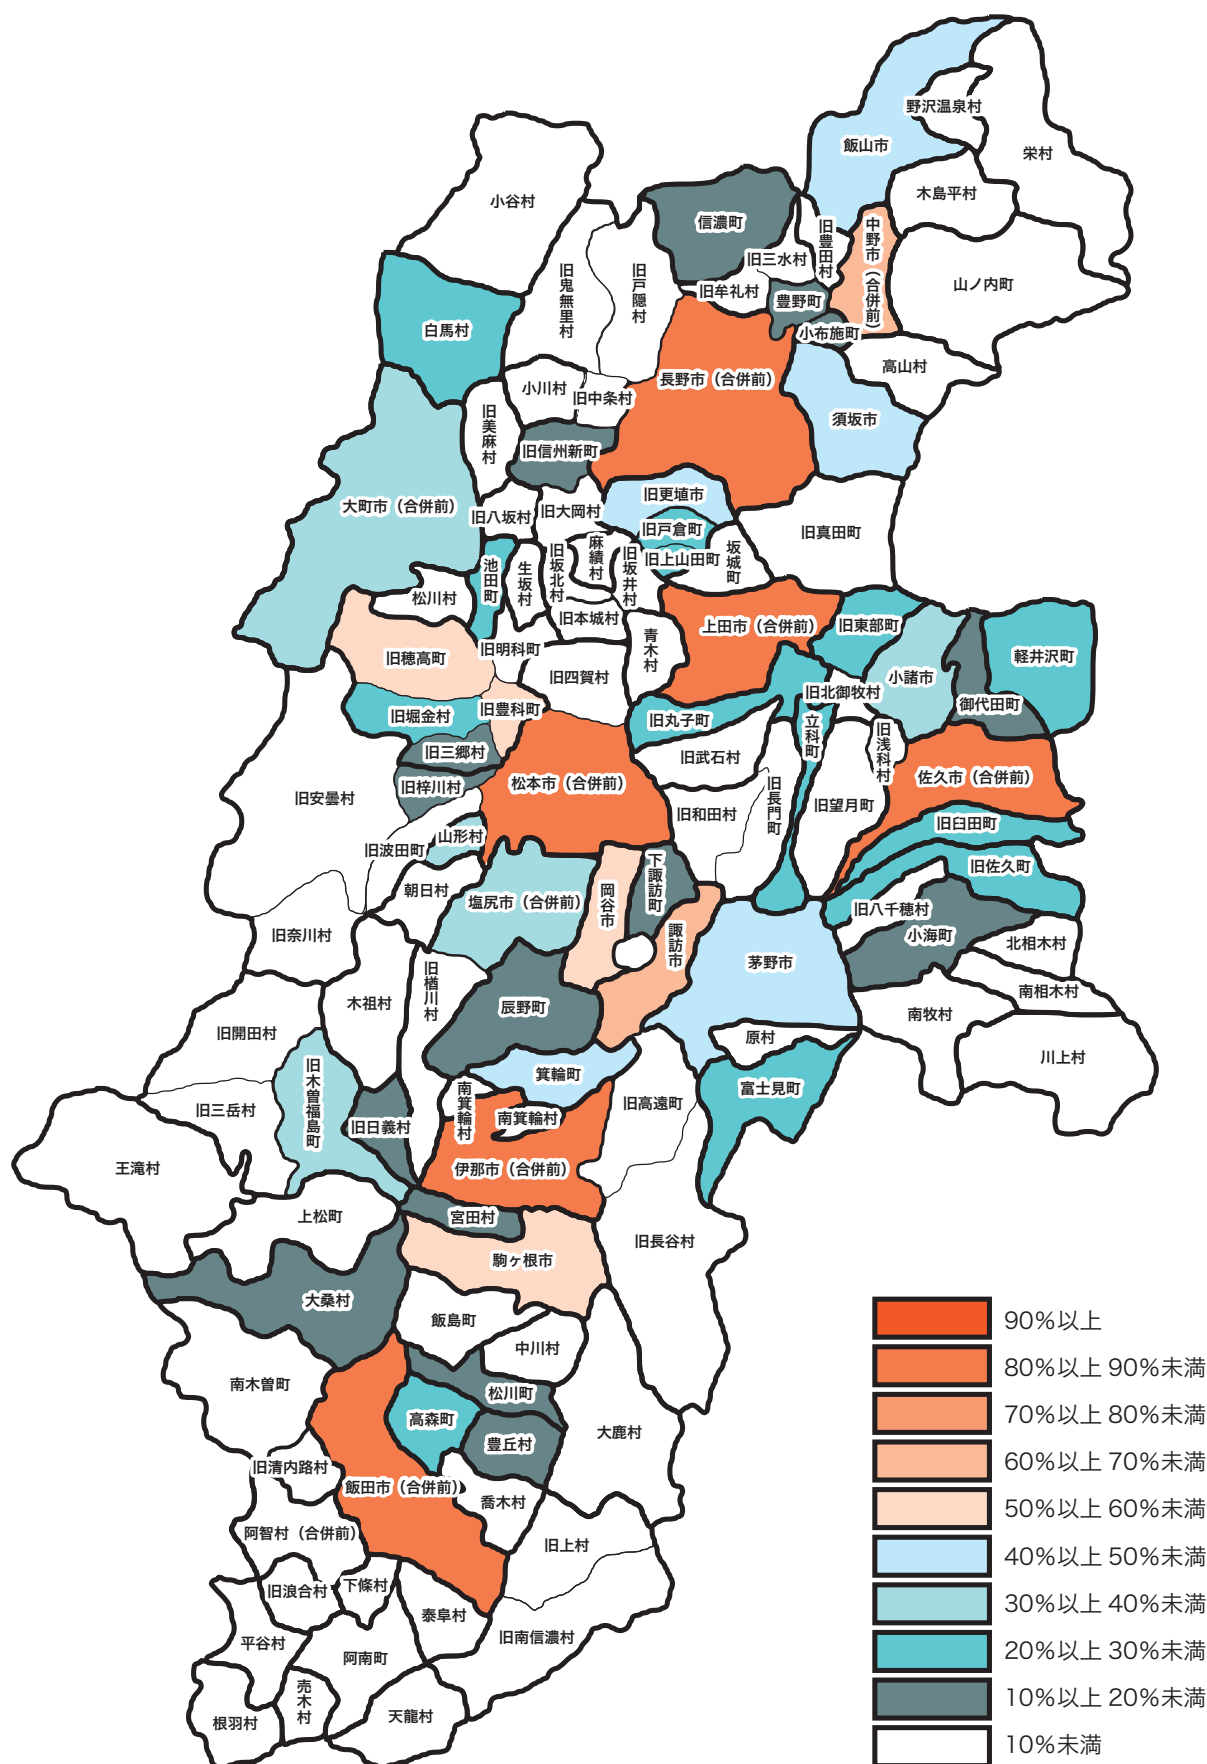 野沢温泉村
飯山市
栄村
木島平村
小谷村
信濃町
旧豊田村
中野市(合併前)
旧三水村
旧鬼無里村
旧戸隠村
旧牟礼村
豊野町
山ノ内町
白馬村
小布施町
高山村
長野市(合併前)
小川村
旧中条村
須坂市
旧美麻村
旧信州新町
旧更埴市
大町市(合併前)
旧八坂村
旧大岡村
旧戸倉町
旧真田町
旧上山田町
坂城町
麻績村
旧坂北村
旧坂井村
池田町
生坂村
松川村
旧本城村
上田市(合併前)
旧東部町
青木村
旧明科町
旧穂高町
旧四賀村
小諸市
軽井沢町
旧北御牧村
御代田町
旧堀金村
旧豊科町
旧丸子町
立科町
旧浅科村
旧三郷村
旧武石村
旧梓川村
松本市(合併前)
佐久市(合併前)
旧安曇村
旧和田村
旧長門町
旧望月町
旧臼田町
山形村
旧波田町
旧佐久町
朝日村
塩尻市(合併前)
岡谷市
下諏訪町
諏訪市
旧八千穂村
小海町
北相木村
旧奈川村
茅野市
旧楢川村
木祖村
辰野町
南相木村
南牧村
旧開田村
原村
川上村
箕輪町
富士見町
旧木曽福島町
旧三岳村
旧日義村
南箕輪村
南箕輪村
旧高遠町
王滝村
伊那市(合併前)
上松町
宮田村
旧長谷村
駒ヶ根市
大桑村
飯島町
中川村
南木曽町
松川町
高森町
豊丘村
大鹿村
旧清内路村
飯田市(合併前)
喬木村
阿智村(合併前)
旧上村
旧浪合村
下條村
泰阜村
旧南信濃村
平谷村
阿南町
売木村
根羽村
天龍村
90%以上
80%以上 90%未満
70%以上 80%未満
60%以上 70%未満
50%以上 60%未満
40%以上 50%未満
30%以上 40%未満
20%以上 30%未満
10%以上 20%未満
10%未満